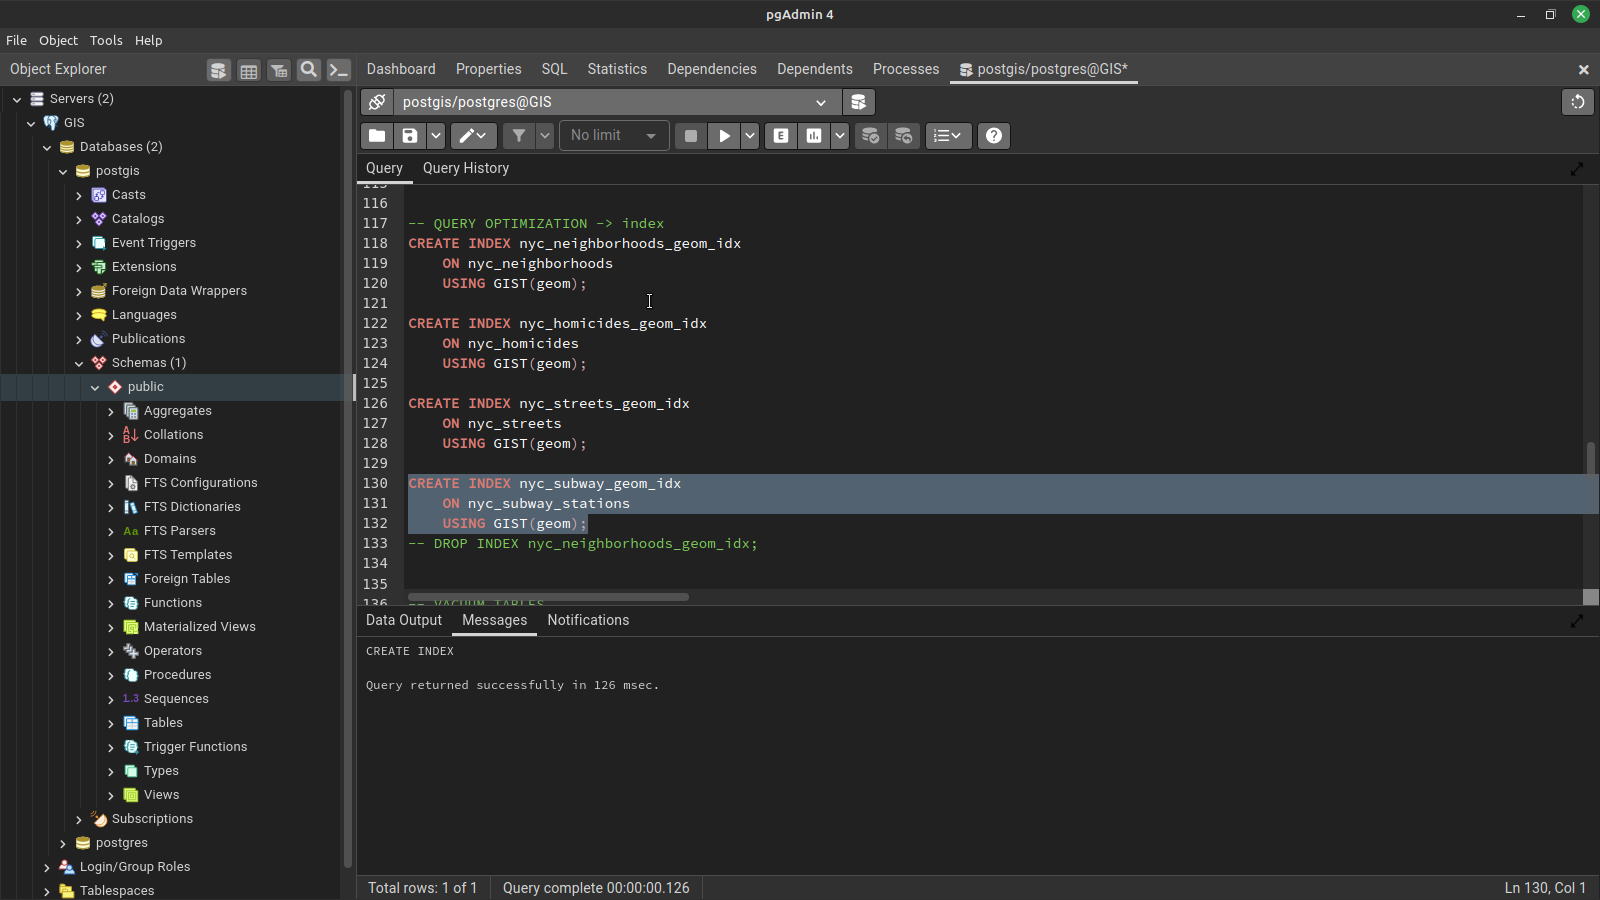 pgAdmin 4
File Object Tools Help
Object Explorer
Dashboard Properties SQL Statistics Dependencies Dependents Processes postgis/postgres@GIS*
Servers (2)
GIS
Databases (2)
postgis
Casts
Catalogs
Event Triggers
Extensions
Foreign Data Wrappers
Languages
Publications
Schemas (1)
public
Aggregates
Collations
Domains
FTS Configurations
FTS Dictionaries
Aa FTS Parsers
FTS Templates
Foreign Tables
Functions
Materialized Views
Operators
Procedures
1.3 Sequences
Tables
Trigger Functions
Types
Views
Subscriptions
postgres
Login/Group Roles
Tablespaces
postgis/postgres@GIS
No limit
E
Query Query History
115
116
117 -- QUERY OPTIMIZATION -> index
118 CREATE INDEX nyc_neighborhoods_geom_idx
119 ON nyc_neighborhoods
120 USING GIST(geom);
121
122 CREATE INDEX nyc_homicides_geom_idx
123 ON nyc_homicides
124 USING GIST(geom);
125
126 CREATE INDEX nyc_streets_geom_idx
127 ON nyc_streets
128 USING GIST(geom);
129
130 CREATE INDEX nyc_subway_geom_idx
131 ON nyc_subway_stations
132 USING GIST(geom);
133 -- DROP INDEX nyc_neighborhoods_geom_idx;
134
135
136 -- VACUUM TABLES
Data Output Messages Notifications
CREATE INDEX
Query returned successfully in 126 msec.
Total rows: 1 of 1 Query complete 00:00:00.126 Ln 130, Col 1